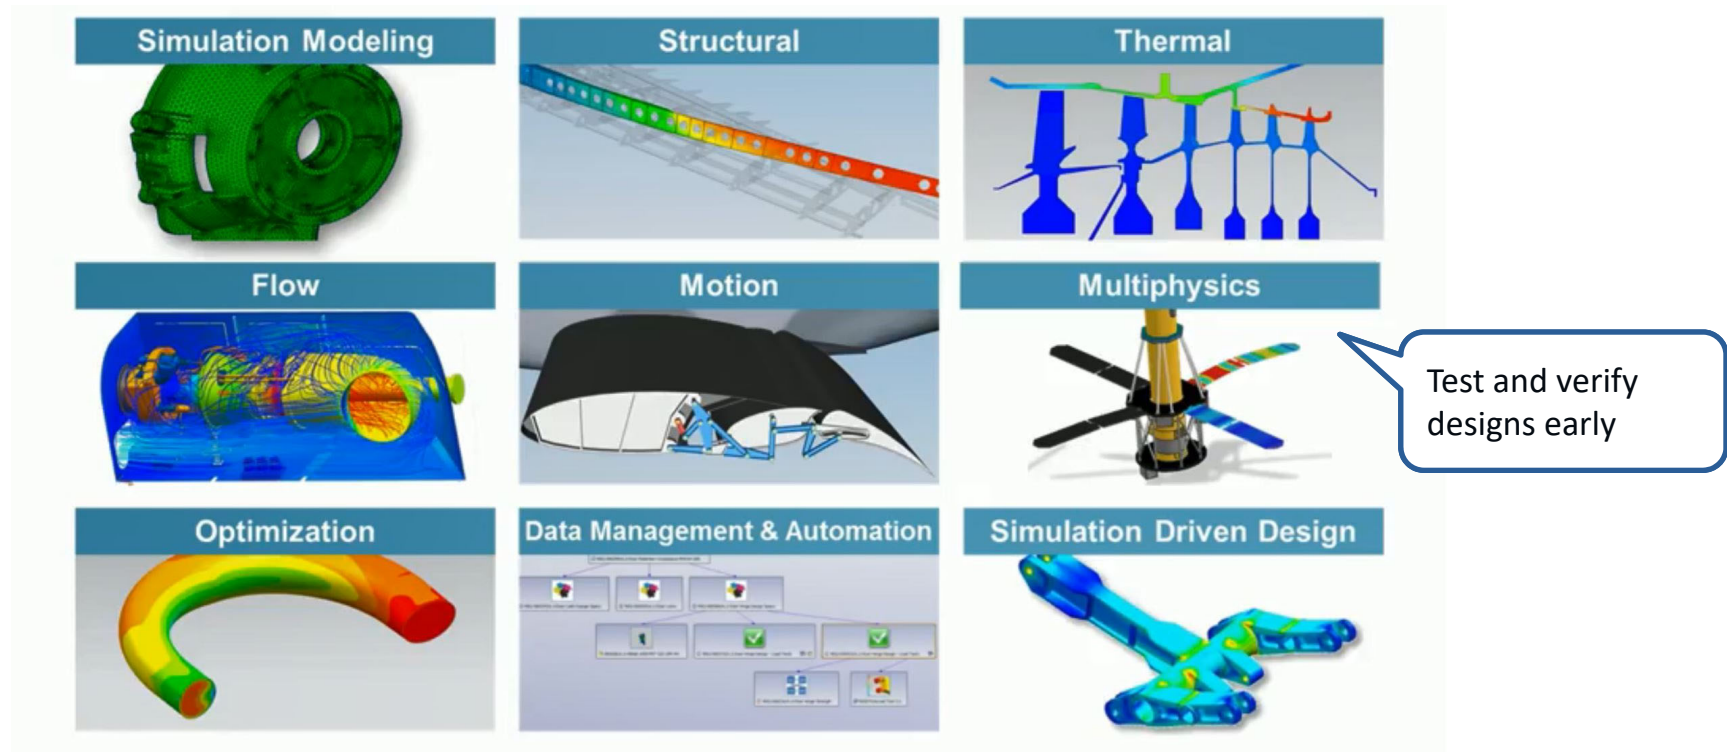 Simulation Modeling
Structural
Thermal
Flow
Motion
Multiphysics
Test and verify
designs early
Optimization
Data Management & Automation
Simulation Driven Design